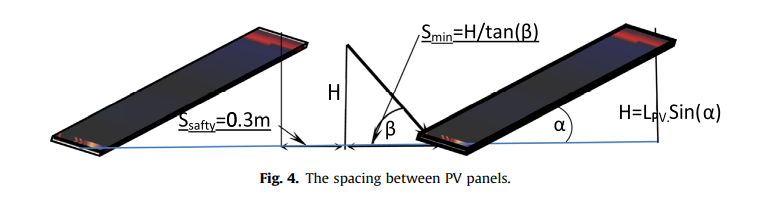 S_min=H/tan(β)
H
H=L_PV.Sin(α)
S_safty=0.3m
β
α
Fig. 4. The spacing between PV panels.